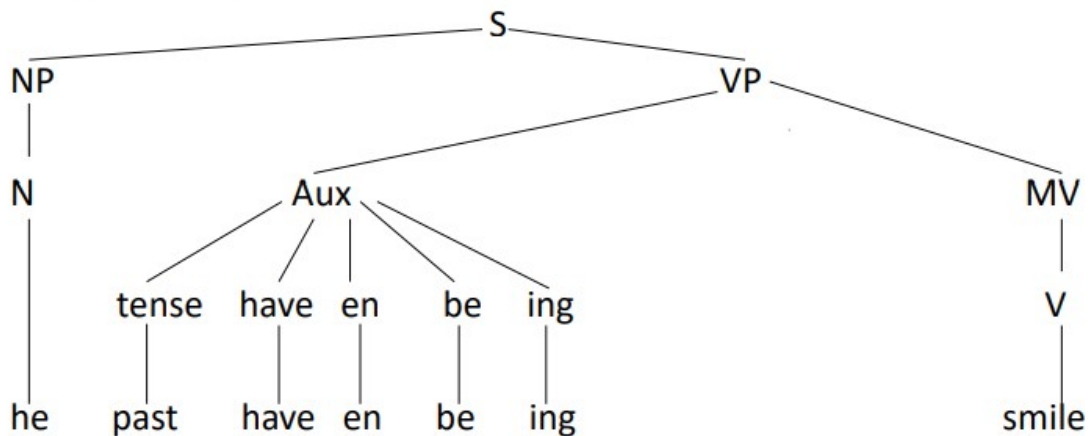 S
NP VP
N Aux MV
tense have en be ing V
he past have en be ing smile